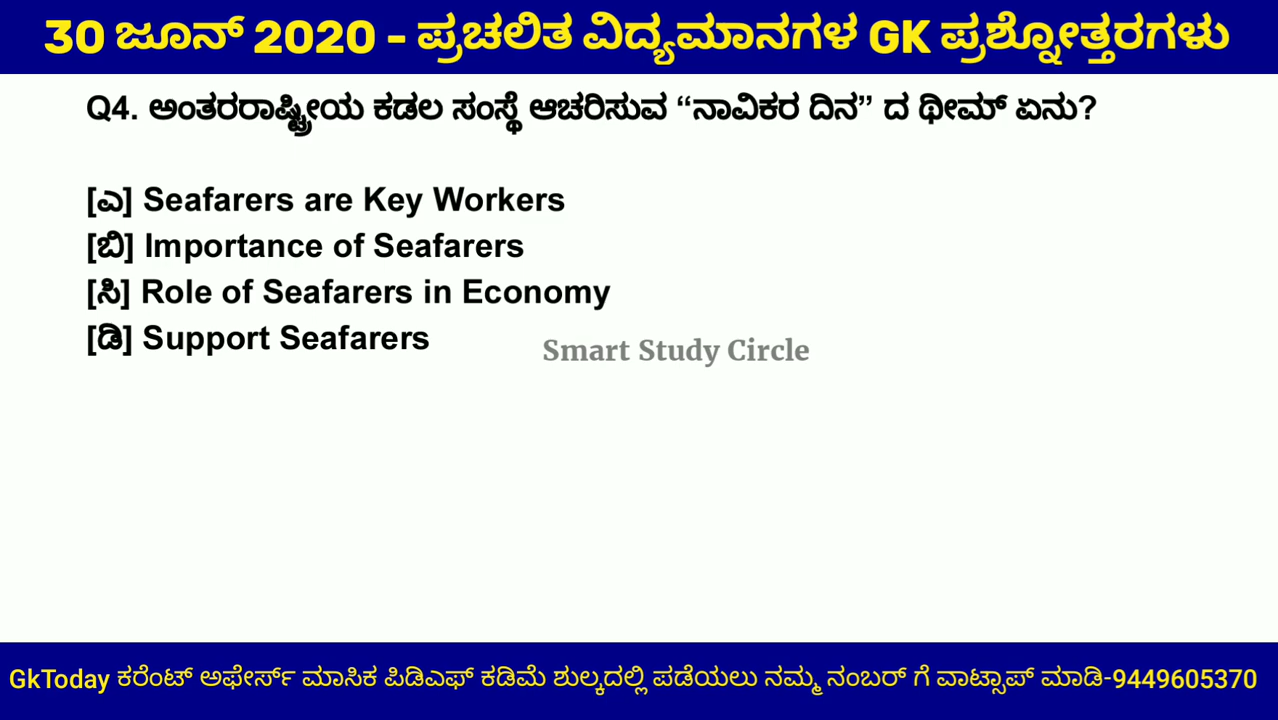 30 ಜೂನ್ 2020 - ಪ್ರಚಲಿತ ವಿದ್ಯಮಾನಗಳ GK ಪ್ರಶ್ನೋತ್ತರಗಳು
Q4. ಅಂತರರಾಷ್ಟ್ರೀಯ ಕಡಲ ಸಂಸ್ಥೆ ಆಚರಿಸುವ “ನಾವಿಕರ ದಿನ” ದ ಥೀಮ್ ಏನು?
[ಎ] Seafarers are Key Workers
[ಬಿ] Importance of Seafarers
[ಸಿ] Role of Seafarers in Economy
[ಡಿ] Support Seafarers
Smart Study Circle
GkToday ಕರೆಂಟ್ ಅಫೇರ್ಸ್ ಮಾಸಿಕ ಪಿಡಿಎಫ್ ಕಡಿಮೆ ಶುಲ್ಕದಲ್ಲಿ ಪಡೆಯಲು ನಮ್ಮ ನಂಬರ್ ಗೆ ವಾಟ್ಸಾಪ್ ಮಾಡಿ-9449605370